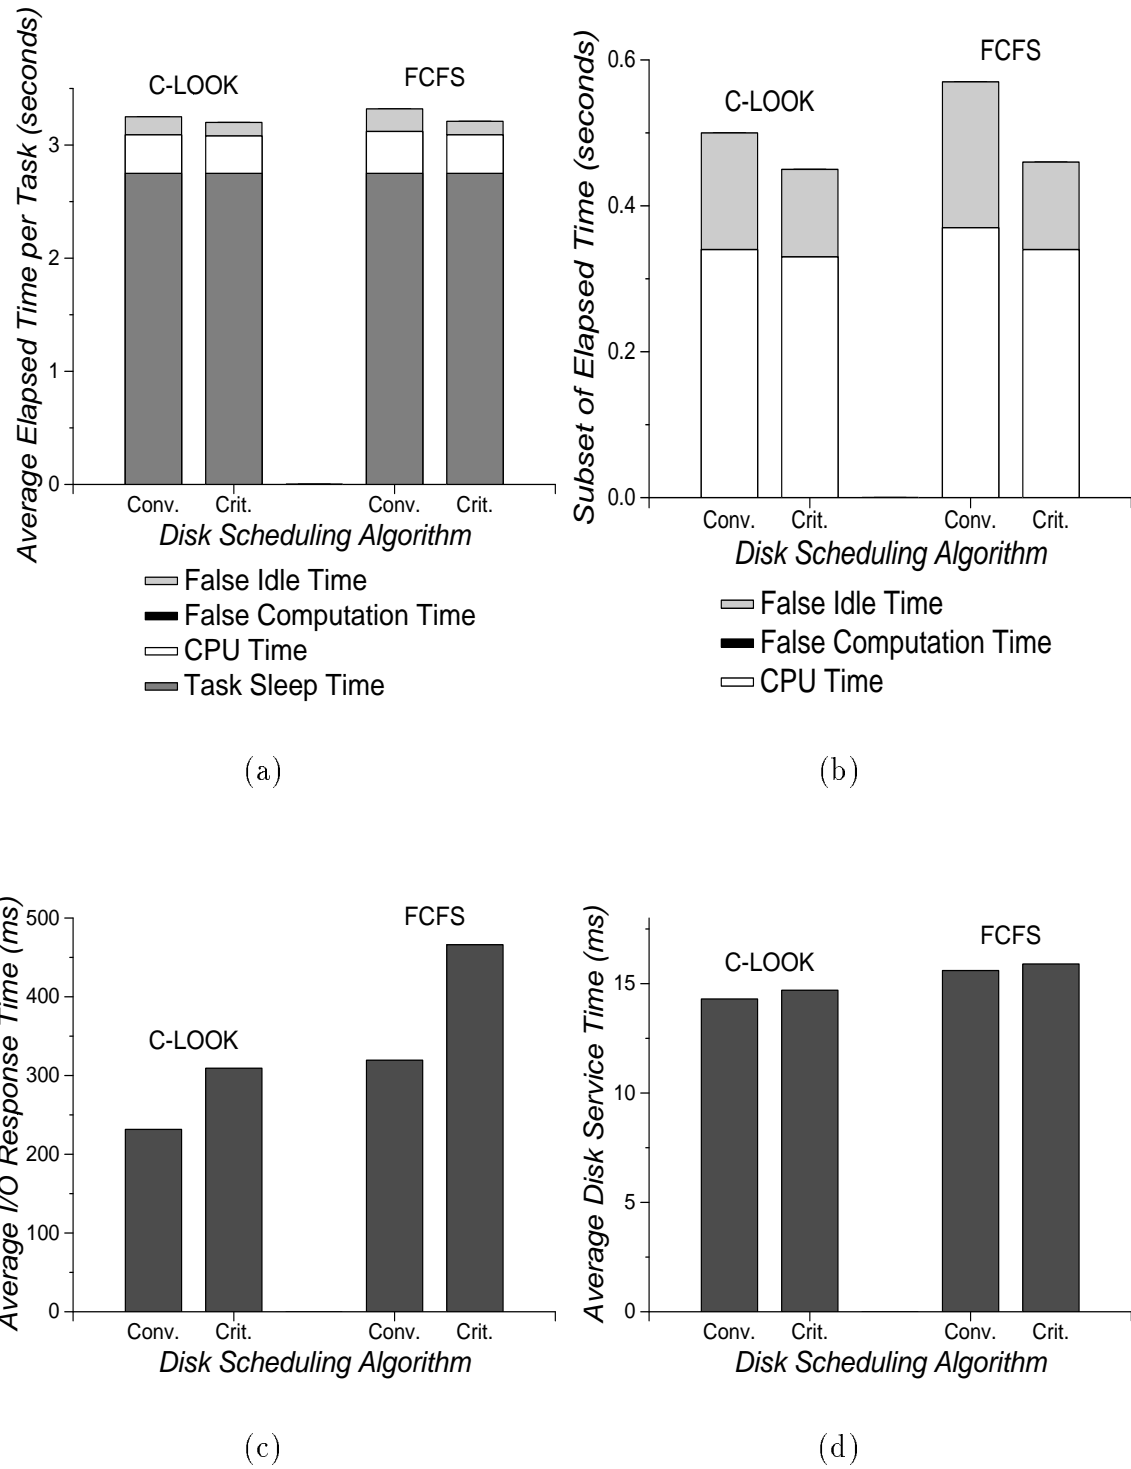 Average Elapsed Time per Task (seconds)
C-LOOK
FCFS
3
2
1
0
Conv.
Crit.
Conv.
Crit.
Disk Scheduling Algorithm
False Idle Time
False Computation Time
CPU Time
Task Sleep Time
(a)
Subset of Elapsed Time (seconds)
C-LOOK
FCFS
0.6
0.4
0.2
0.0
Conv.
Crit.
Conv.
Crit.
Disk Scheduling Algorithm
False Idle Time
False Computation Time
CPU Time
(b)
Average I/O Response Time (ms)
C-LOOK
FCFS
500
400
300
200
100
0
Conv.
Crit.
Conv.
Crit.
Disk Scheduling Algorithm
(c)
Average Disk Service Time (ms)
C-LOOK
FCFS
15
10
5
0
Conv.
Crit.
Conv.
Crit.
Disk Scheduling Algorithm
(d)